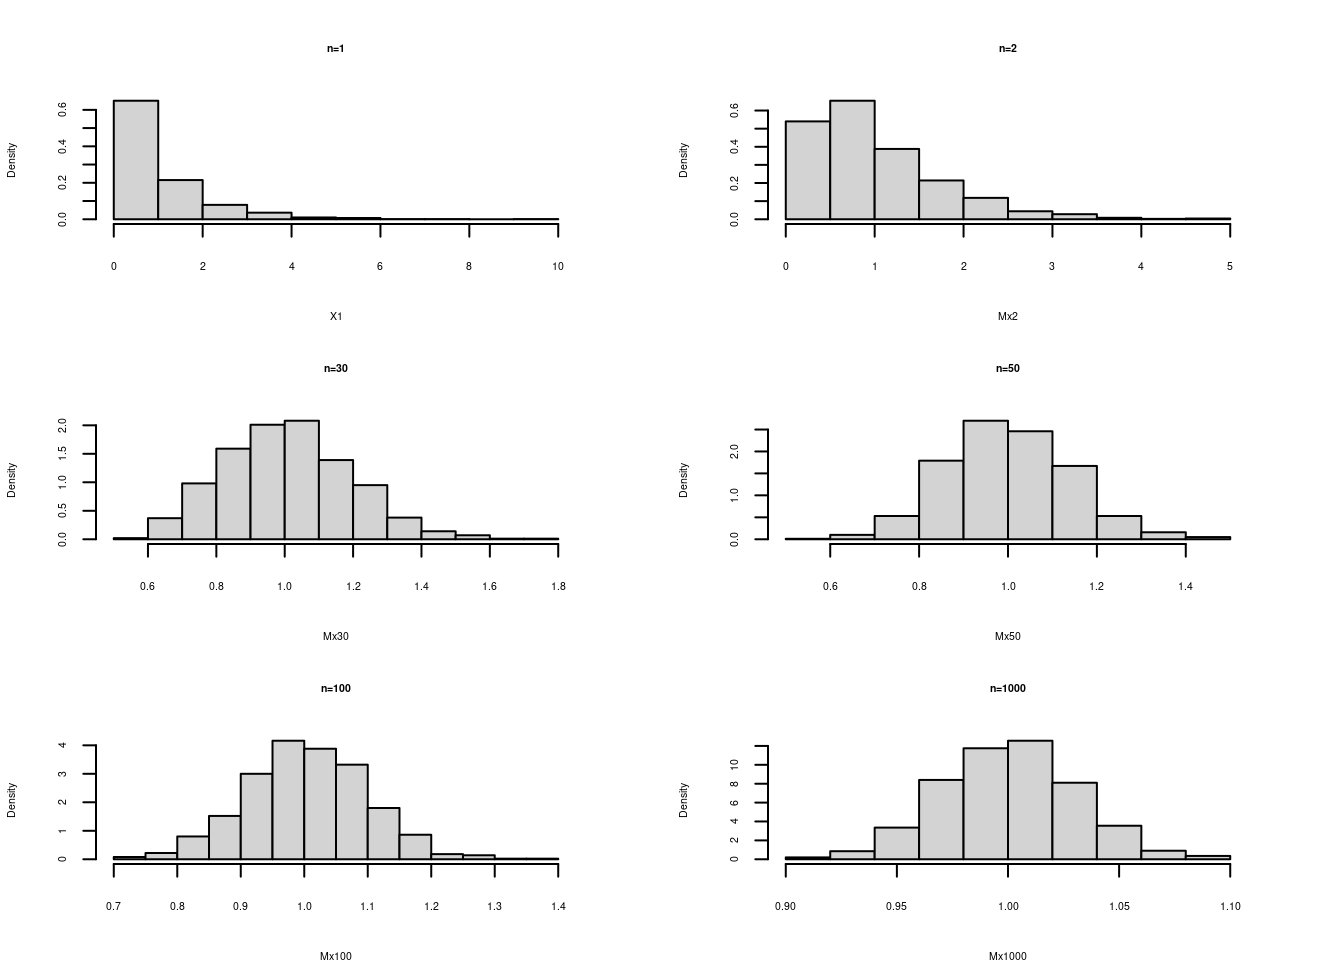 n=1
Density
0.0 0.2 0.4 0.6
0 2 4 6 8 10
X1
n=2
Density
0.0 0.2 0.4 0.6
0 1 2 3 4 5
Mx2
n=30
Density
0.0 0.5 1.0 1.5 2.0
0.6 0.8 1.0 1.2 1.4 1.6 1.8
Mx30
n=50
Density
0.0 1.0 2.0
0.6 0.8 1.0 1.2 1.4
Mx50
n=100
Density
0 1 2 3 4
0.7 0.8 0.9 1.0 1.1 1.2 1.3 1.4
Mx100
n=1000
Density
0 2 4 6 8 10
0.90 0.95 1.00 1.05 1.10
Mx1000